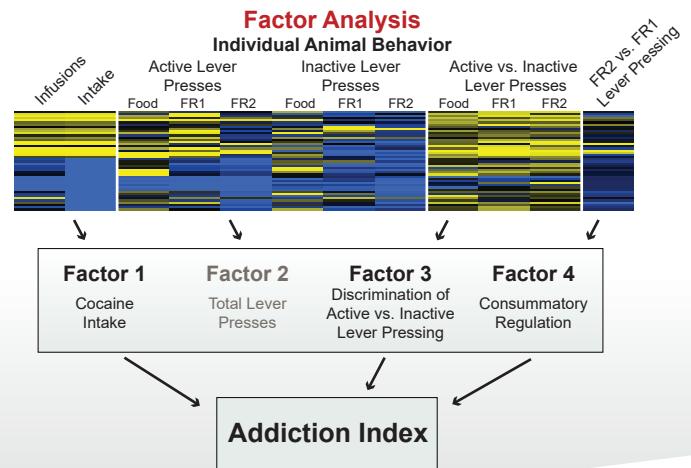 Factor Analysis
Individual Animal Behavior
Infusions
Intake
Active Lever
Presses
Inactive Lever
Presses
Active vs. Inactive
Lever Presses
FR2 vs. FR1
Lever Pressing
Food FR1 FR2 Food FR1 FR2 Food FR1 FR2
Factor 1
Cocaine
Intake
Factor 2
Total Lever
Presses
Factor 3
Discrimination of
Active vs. Inactive
Lever Pressing
Factor 4
Consummatory
Regulation
Addiction Index